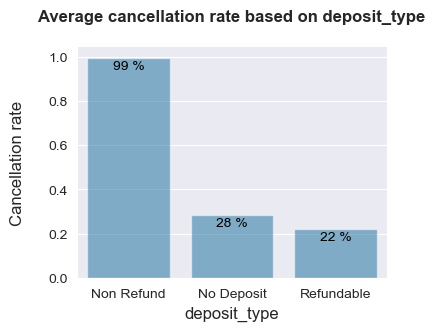 Average cancellation rate based on deposit_type
Cancellation rate
1.0
0.8
0.6
0.4
0.2
0.0
99 %
28 %
22 %
Non Refund No Deposit Refundable
deposit_type